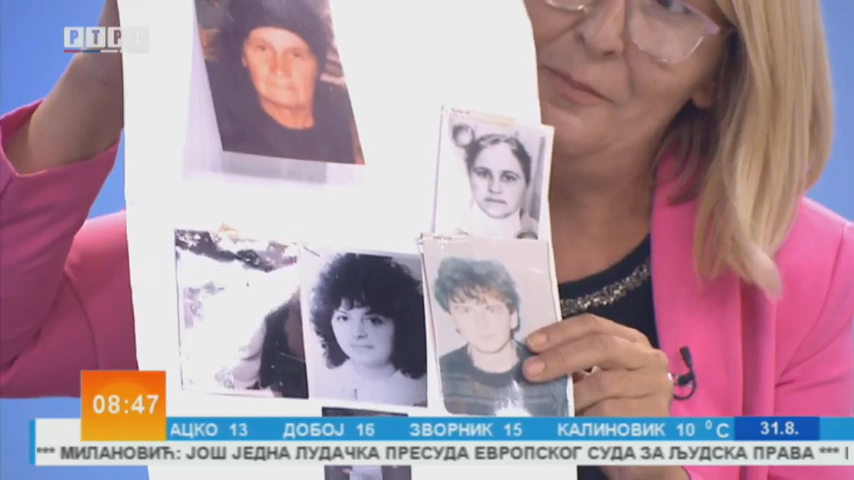 РТРС
08:47
АЦКО 13 ДОБОЈ 16 ЗВОРНИК 15 КАЛИНОВИК 10 °C 31.8.
*** МИЛАНОВИЋ: ЈОШ ЈЕДНА ЛУДАЧКА ПРЕСУДА ЕВРОПСКОГ СУДА ЗА ЉУДСКА ПРАВА ***